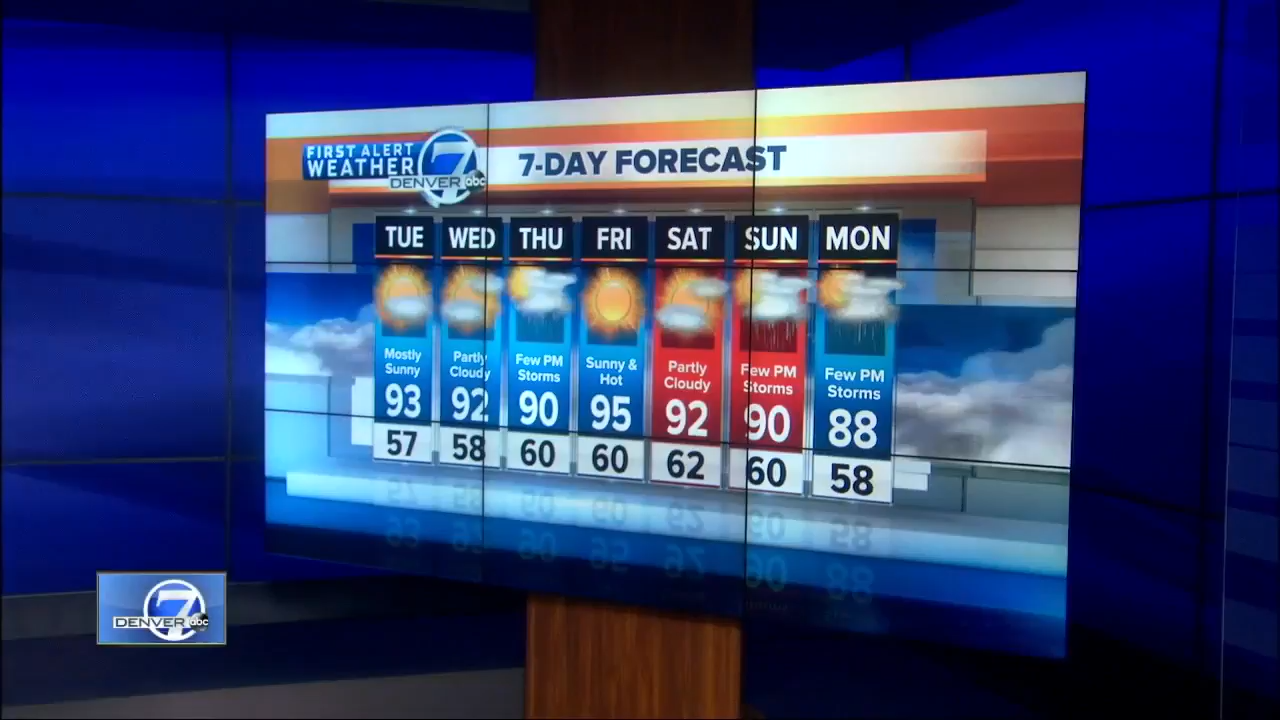 FIRST ALERT
WEATHER
7
DENVER abc
7-DAY FORECAST
TUE WED THU FRI SAT SUN MON
Mostly
Sunny
93
57
Partly
Cloudy
92
58
Few PM
Storms
90
60
Sunny &
Hot
95
60
Partly
Cloudy
92
62
Few PM
Storms
90
60
Few PM
Storms
88
58
7
DENVER abc